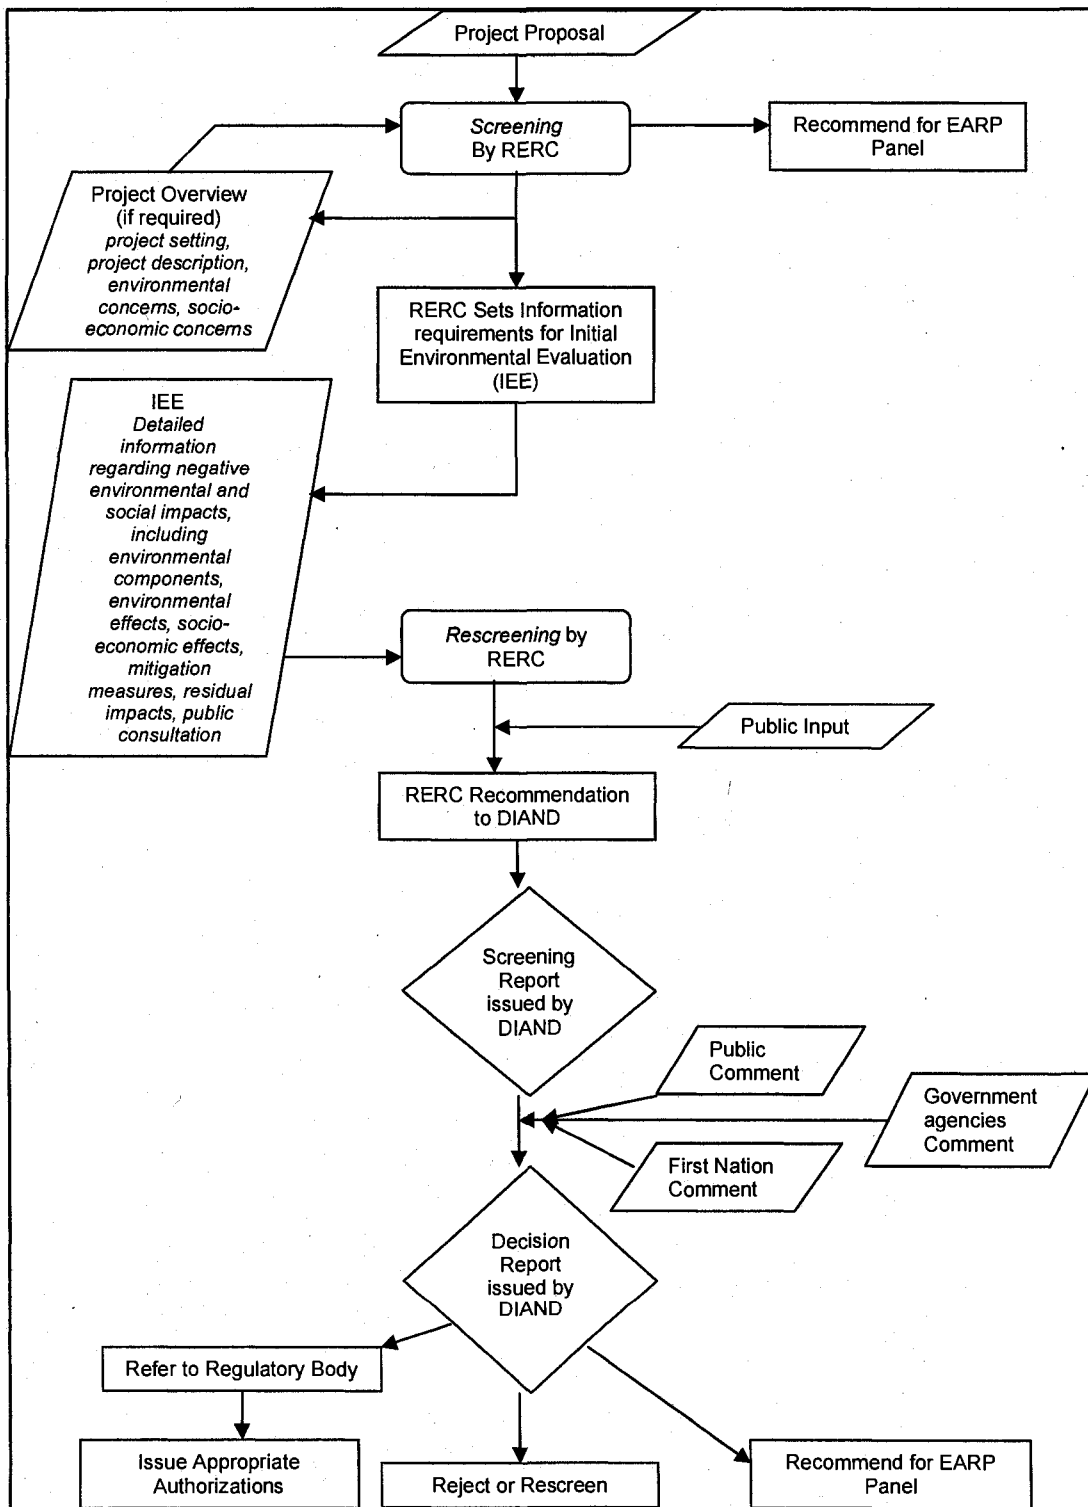 Project Proposal
Screening
By RERC
Recommend for EARP
Panel
Project Overview
(if required)
project setting,
project description,
environmental
concerns, socio-
economic concerns
RERC Sets Information
requirements for Initial
Environmental Evaluation
(IEE)
IEE
Detailed
information
regarding negative
environmental and
social impacts,
including
environmental
components,
environmental
effects, socio-
economic effects,
mitigation
measures, residual
impacts, public
consultation
Rescreening by
RERC
Public Input
RERC Recommendation
to DIAND
Screening
Report
issued by
DIAND
Public
Comment
Government
agencies
Comment
First Nation
Comment
Decision
Report
issued by
DIAND
Refer to Regulatory Body
Issue Appropriate
Authorizations
Reject or Rescreen
Recommend for EARP
Panel